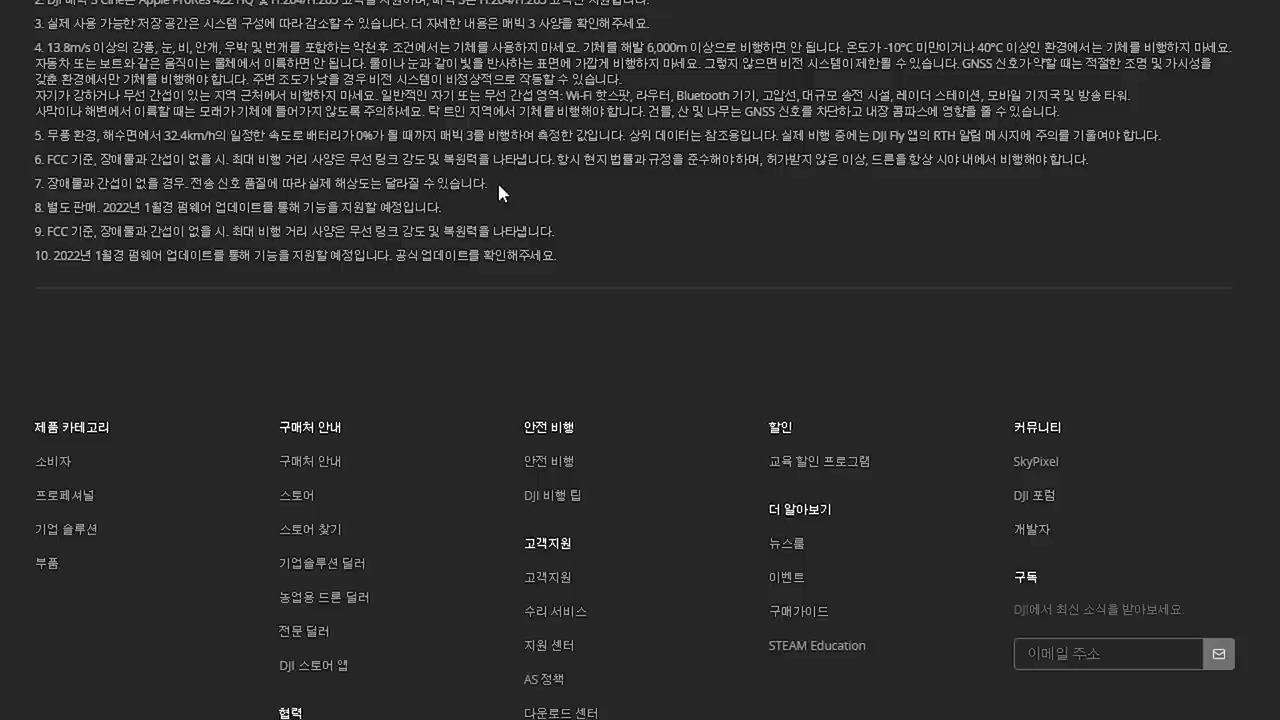 2. DJI 매빅 3 Cine은 Apple ProRes 422 HQ 및 H.264/H.265 코덱을 지원하며, 매빅 3은 H.264/H.265 코덱만 지원합니다.
3. 실제 사용 가능한 저장 공간은 시스템 구성에 따라 감소할 수 있습니다. 더 자세한 내용은 매빅 3 사양을 확인해주세요.
4. 13.8m/s 이상의 강풍, 눈, 비, 안개, 우박 및 번개를 포함하는 악천후 조건에서는 기체를 사용하지 마세요. 기체를 해발 6,000m 이상으로 비행하면 안 됩니다. 온도가 -10°C 미만이거나 40°C 이상인 환경에서는 기체를 비행하지 마세요.
자동차 또는 보트와 같은 움직이는 물체에서 이륙하면 안 됩니다. 물이나 눈과 같이 빛을 반사하는 표면에 가깝게 비행하지 마세요. 그렇지 않으면 비전 시스템이 제한될 수 있습니다. GNSS 신호가 약할 때는 적절한 조명 및 가시성을
갖춘 환경에서만 기체를 비행해야 합니다. 주변 조도가 낮을 경우 비전 시스템이 비정상적으로 작동할 수 있습니다.
자기가 강하거나 무선 간섭이 있는 지역 근처에서 비행하지 마세요. 일반적인 자기 또는 무선 간섭 영역: Wi-Fi 핫스팟, 라우터, Bluetooth 기기, 고압선, 대규모 송전 시설, 레이더 스테이션, 모바일 기지국 및 방송 타워.
사막이나 해변에서 이륙할 때는 모래가 기체에 들어가지 않도록 주의하세요. 탁 트인 지역에서 기체를 비행해야 합니다. 건물, 산 및 나무는 GNSS 신호를 차단하고 내장 콤파스에 영향을 줄 수 있습니다.
5. 무풍 환경, 해수면에서 32.4km/h의 일정한 속도로 배터리가 0%가 될 때까지 매빅 3를 비행하여 측정한 값입니다. 상위 데이터는 참조용입니다. 실제 비행 중에는 DJI Fly 앱의 RTH 알림 메시지에 주의를 기울여야 합니다.
6. FCC 기준, 장애물과 간섭이 없을 시. 최대 비행 거리 사양은 무선 링크 강도 및 복원력을 나타냅니다. 항시 현지 법률과 규정을 준수해야 하며, 허가받지 않은 이상, 드론을 항상 시야 내에서 비행해야 합니다.
7. 장애물과 간섭이 없을 경우. 전송 신호 품질에 따라 실제 해상도는 달라질 수 있습니다.
8. 별도 판매. 2022년 1월경 펌웨어 업데이트를 통해 기능을 지원할 예정입니다.
9. FCC 기준, 장애물과 간섭이 없을 시. 최대 비행 거리 사양은 무선 링크 강도 및 복원력을 나타냅니다.
10. 2022년 1월경 펌웨어 업데이트를 통해 기능을 지원할 예정입니다. 공식 업데이트를 확인해주세요.
제품 카테고리
소비자
프로페셔널
기업 솔루션
부품
구매처 안내
구매처 안내
스토어
스토어 찾기
기업솔루션 딜러
농업용 드론 딜러
전문 딜러
DJI 스토어 앱
협력
안전 비행
안전 비행
DJI 비행 팁
고객지원
고객지원
수리 서비스
지원 센터
AS 정책
다운로드 센터
할인
교육 할인 프로그램
더 알아보기
뉴스룸
이벤트
구매가이드
STEAM Education
커뮤니티
SkyPixel
DJI 포럼
개발자
구독
DJI에서 최신 소식을 받아보세요.
이메일 주소